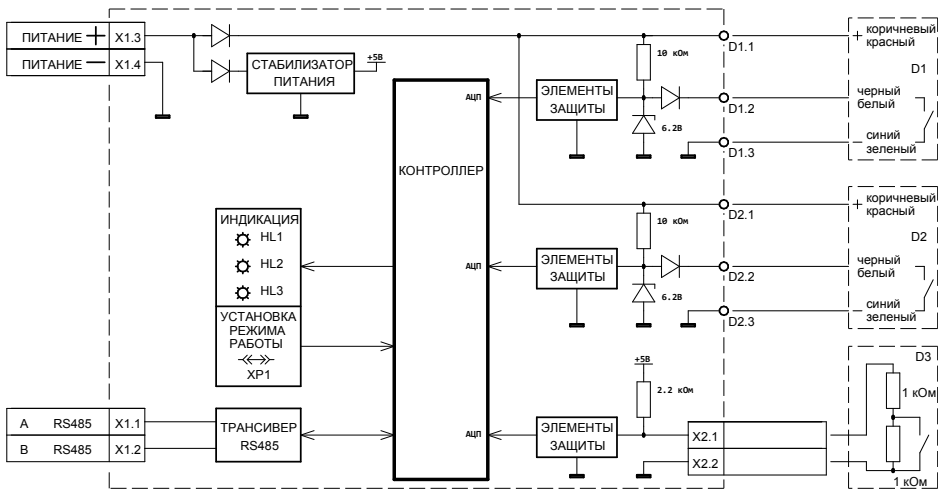 ПИТАНИЕ + X1.3
ПИТАНИЕ − X1.4
СТАБИЛИЗАТОР
ПИТАНИЯ
+5В
КОНТРОЛЛЕР
АЦП
ЭЛЕМЕНТЫ
ЗАЩИТЫ
10 кОм
6.2В
D1.1
D1.2
D1.3
+ коричневый
красный
D1
черный
белый
синий
зеленый
ИНДИКАЦИЯ
HL1
HL2
HL3
УСТАНОВКА
РЕЖИМА
РАБОТЫ
XP1
АЦП
ЭЛЕМЕНТЫ
ЗАЩИТЫ
10 кОм
6.2В
D2.1
D2.2
D2.3
+ коричневый
красный
D2
черный
белый
синий
зеленый
A RS485 X1.1
B RS485 X1.2
ТРАНСИВЕР
RS485
АЦП
ЭЛЕМЕНТЫ
ЗАЩИТЫ
+5В
2.2 кОм
X2.1
X2.2
D3
1 кОм
1 кОм